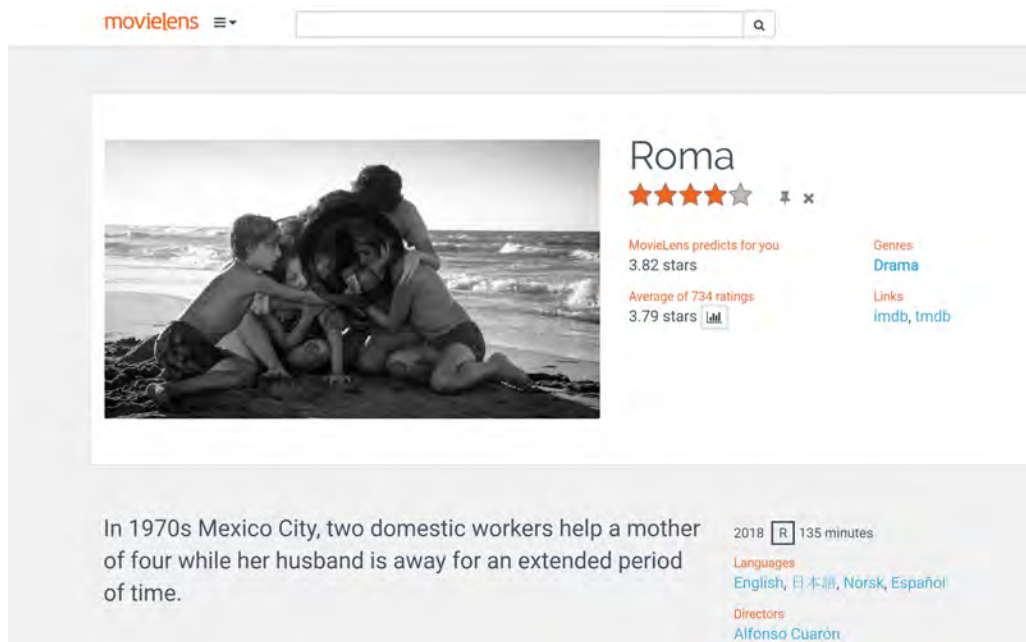 movielens
Roma
MovieLens predicts for you
3.82 stars
Genres
Drama
Average of 734 ratings
3.79 stars
Links
imdb, tmdb
In 1970s Mexico City, two domestic workers help a mother
of four while her husband is away for an extended period
of time.
2018 R 135 minutes
Languages
English, 日本語, Norsk, Español
Directors
Alfonso Cuarón